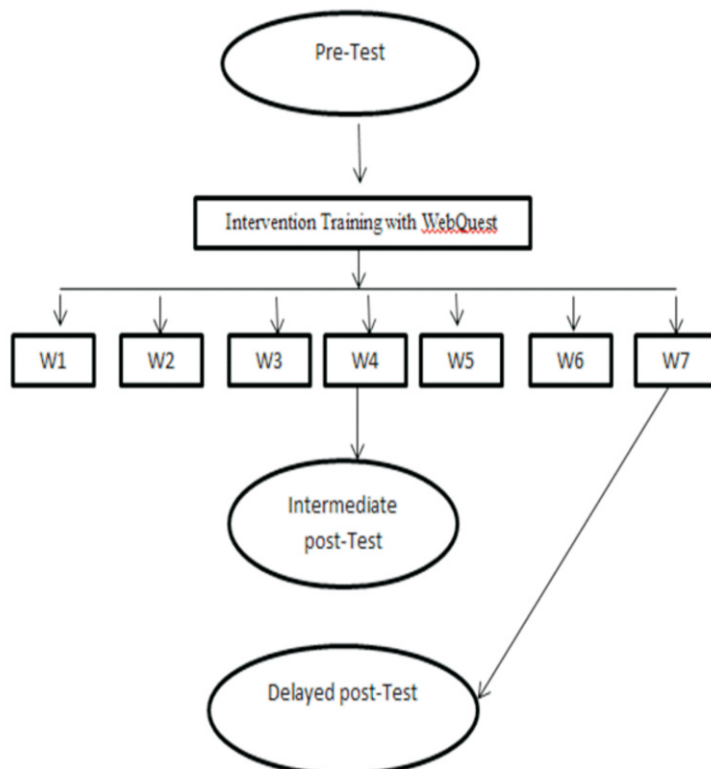 Pre-Test
Intervention Training with WebQuest
W1 W2 W3 W4 W5 W6 W7
Intermediate
post-Test
Delayed post-Test